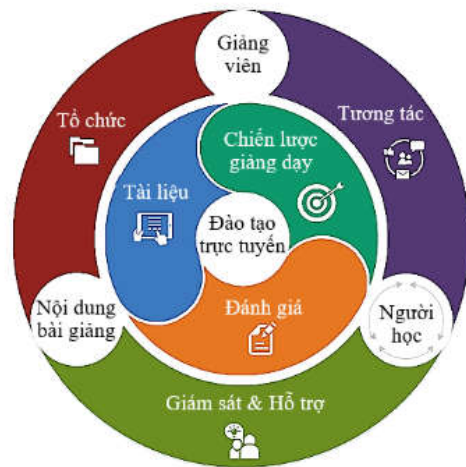 Giảng
viên
Tổ chức
Tương tác
Chiến lược
giảng dạy
Tài liệu
Đào tạo
trực tuyến
Nội dung
bài giảng
Đánh giá
Người
học
Giám sát & Hỗ trợ